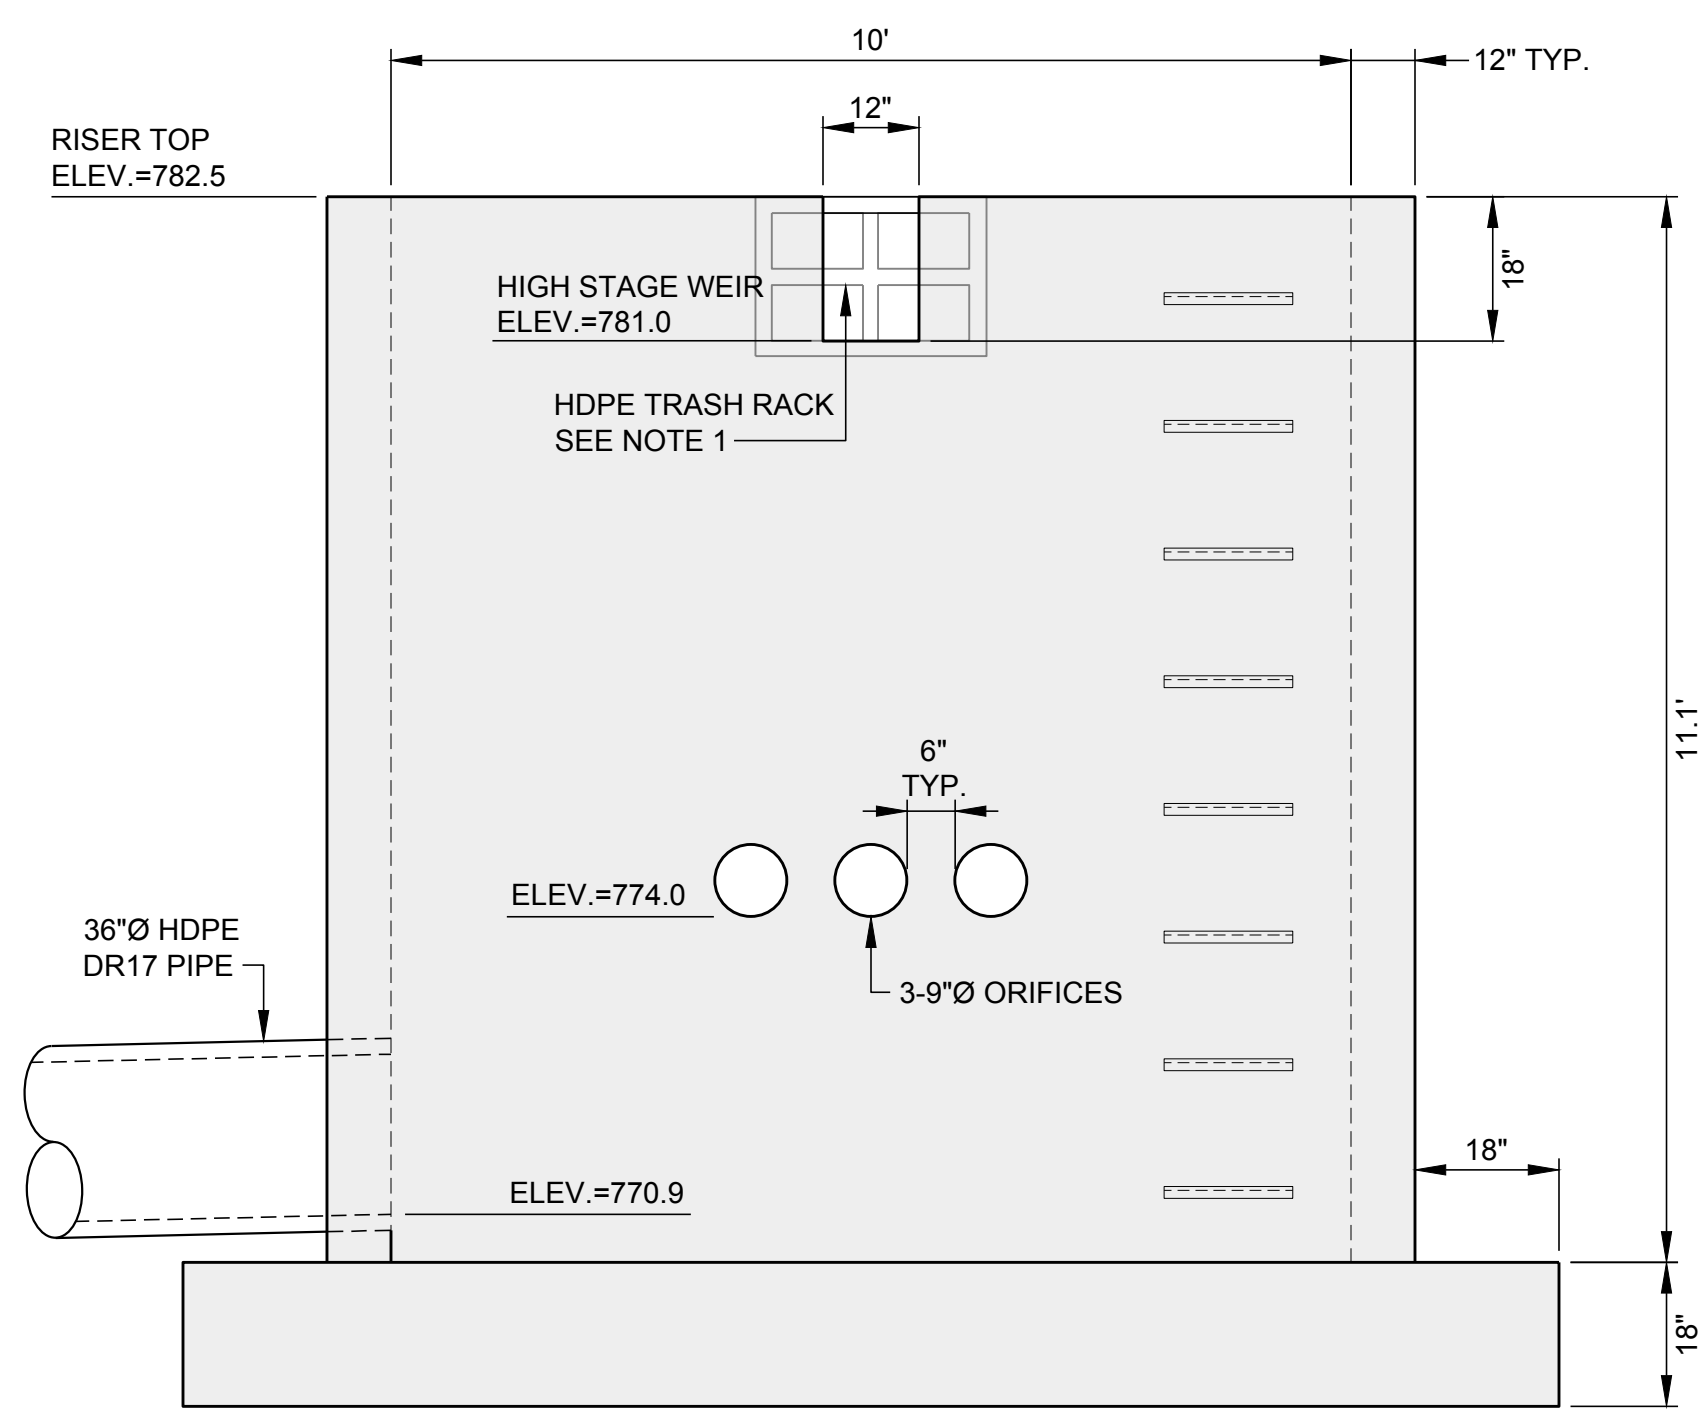 10'
12" TYP.
12"
RISER TOP
ELEV.=782.5
HIGH STAGE WEIR
ELEV.=781.0
18"
HDPE TRASH RACK
SEE NOTE 1
11.1'
6"
TYP.
ELEV.=774.0
36"Ø HDPE
DR17 PIPE
3-9"Ø ORIFICES
18"
ELEV.=770.9
18"